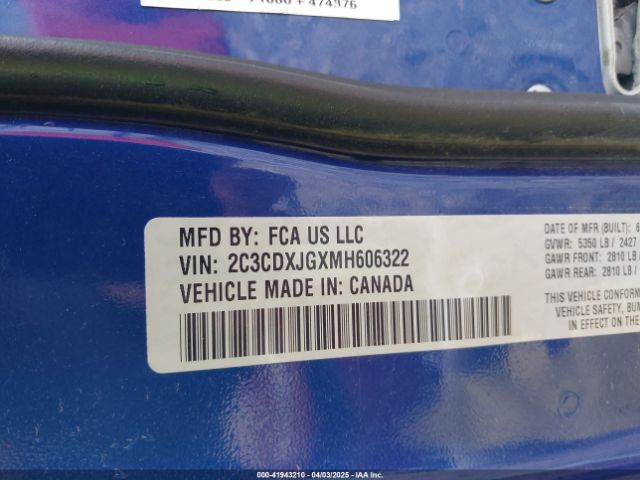 + 474376
MFD BY: FCA US LLC
VIN: 2C3CDXJGXMH606322
VEHICLE MADE IN: CANADA
DATE OF MFR (BUILT): 6
GVWR: 5350 LB / 2427
GAWR FRONT: 2810 LB /
GAWR REAR: 2810 LB /
THIS VEHICLE CONFORM
VEHICLE SAFETY, BUM
IN EFFECT ON THE
000-41943210 - 04/03/2025 - IAA Inc.